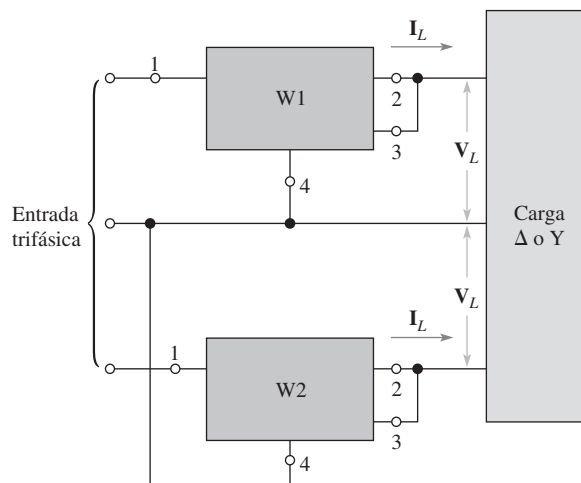 I_L
1
W1
2
3
4
V_L
Entrada
trifásica
Carga
Δ o Y
V_L
I_L
1
W2
2
3
4